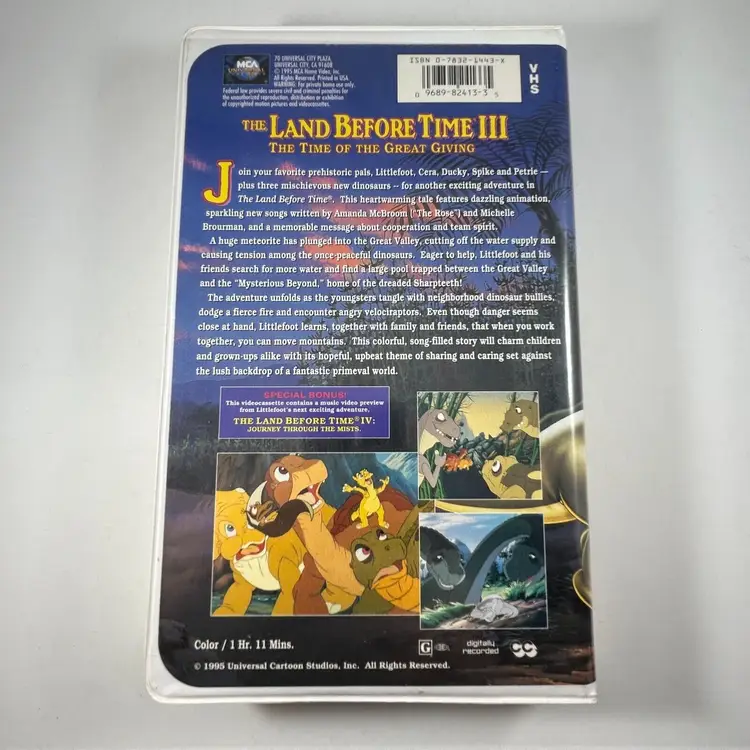 MCA
UNIVERSAL
70 UNIVERSAL CITY PLAZA
UNIVERSAL CITY, CA 91608
© 1995 MCA Home Video, Inc.
All Rights Reserved. Printed in USA
WARNING: For private home use only.
Federal law provides severe civil and criminal penalties for
the unauthorized reproduction, distribution or exhibition
of copyrighted motion pictures and videocassettes.
ISBN 0-7832-1443-X
0 9689-82413-3 5
VHS
THE LAND BEFORE TIME™ III
THE TIME OF THE GREAT GIVING
Join your favorite prehistoric pals, Littlefoot, Cera, Ducky, Spike and Petrie —
plus three mischievous new dinosaurs -- for another exciting adventure in
The Land Before Time®. This heartwarming tale features dazzling animation,
sparkling new songs written by Amanda McBroom ("The Rose") and Michelle
Brourman, and a memorable message about cooperation and team spirit.
A huge meteorite has plunged into the Great Valley, cutting off the water supply and
causing tension among the once-peaceful dinosaurs. Eager to help, Littlefoot and his
friends search for more water and find a large pool trapped between the Great Valley
and the "Mysterious Beyond," home of the dreaded Sharpteeth!
The adventure unfolds as the youngsters tangle with neighborhood dinosaur bullies,
dodge a fierce fire and encounter angry velociraptors. Even though danger seems
close at hand, Littlefoot learns, together with family and friends, that when you work
together, you can move mountains. This colorful, song-filled story will charm children
and grown-ups alike with its hopeful, upbeat theme of sharing and caring set against
the lush backdrop of a fantastic primeval world.
SPECIAL BONUS!
This videocassette contains a music video preview
from Littlefoot's next exciting adventure,
THE LAND BEFORE TIME® IV:
JOURNEY THROUGH THE MISTS.
Color / 1 Hr. 11 Mins.
G
digitally
recorded
CC
© 1995 Universal Cartoon Studios, Inc. All Rights Reserved.